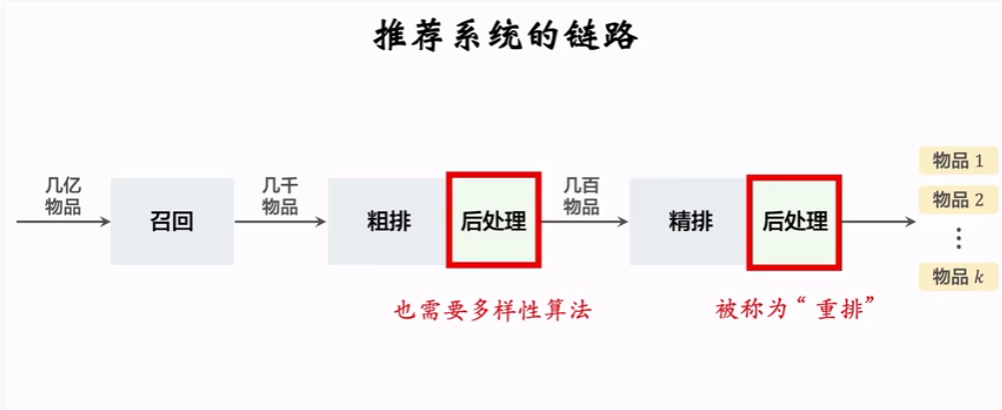 推荐系统的链路
几亿
物品
召回
几千
物品
粗排
后处理
几百
物品
精排
后处理
物品 1
物品 2
⋮
物品 k
也需要多样性算法
被称为“重排”